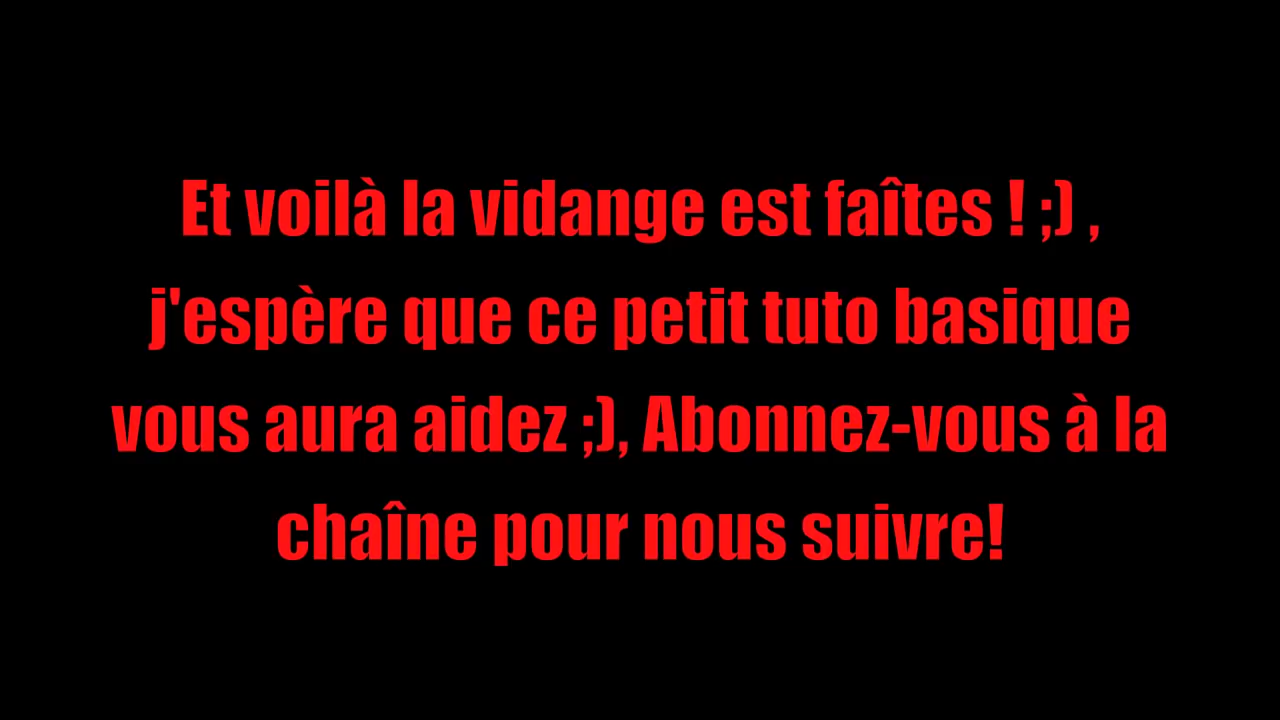 Et voilà la vidange est faîtes ! ;) ,
j'espère que ce petit tuto basique
vous aura aidez ;), Abonnez-vous à la
chaîne pour nous suivre!